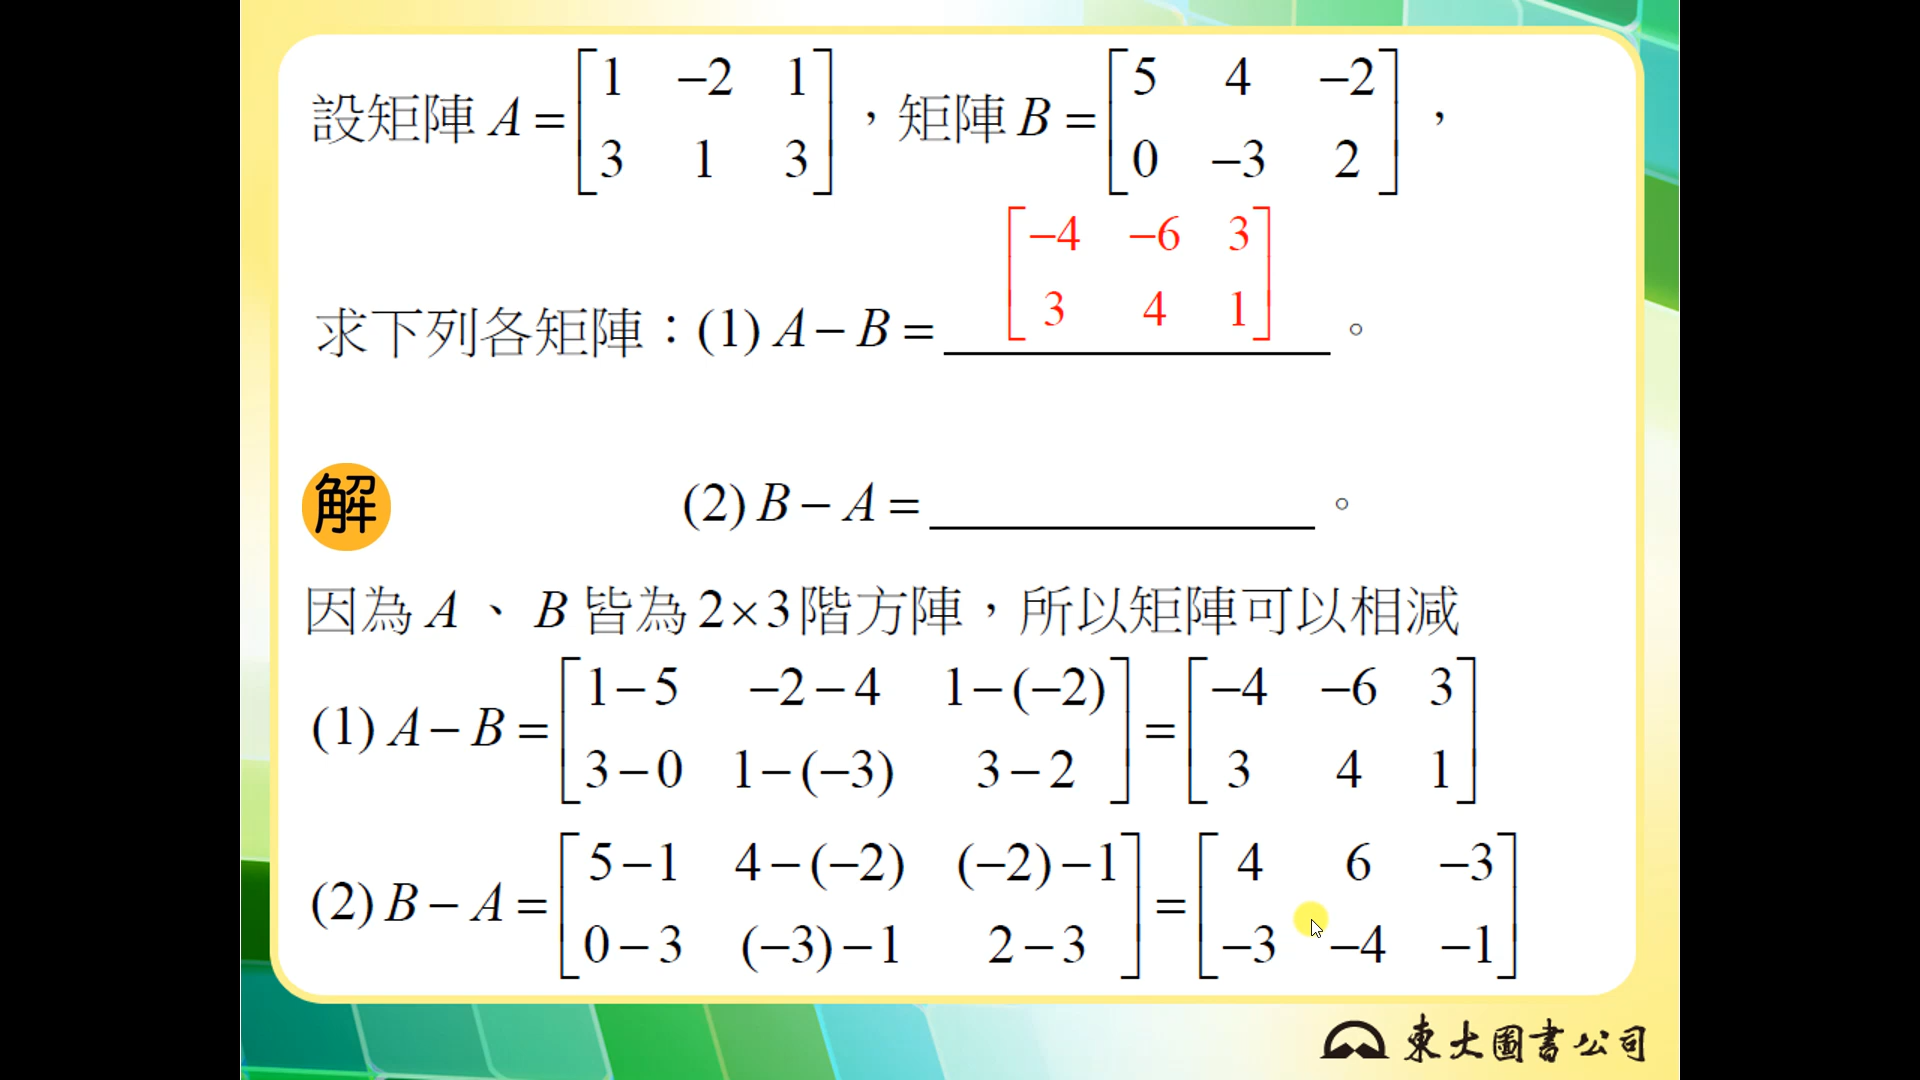 設矩陣 A = [1 −2 1; 3 1 3]，矩陣 B = [5 4 −2; 0 −3 2]，
求下列各矩陣：(1) A − B = [−4 −6 3; 3 4 1]。
(2) B − A = ＿＿＿＿＿＿。
解
因為 A 、 B 皆為 2×3 階方陣，所以矩陣可以相減
(1) A − B = [1−5 −2−4 1−(−2); 3−0 1−(−3) 3−2] = [−4 −6 3; 3 4 1]
(2) B − A = [5−1 4−(−2) (−2)−1; 0−3 (−3)−1 2−3] = [4 6 −3; −3 −4 −1]
東大圖書公司